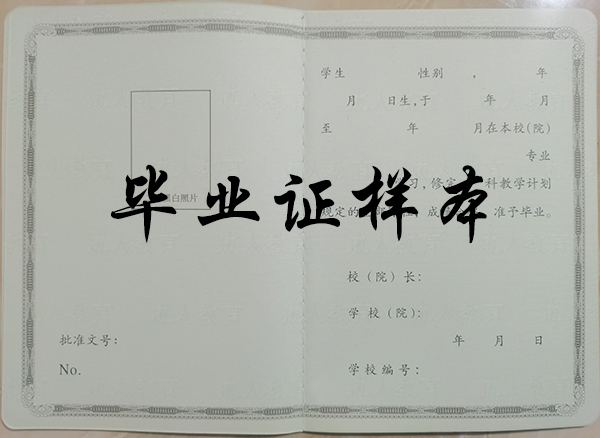 黑白照片
批准文号：
No.
学生 性别 ， 年
月 日生，于 年 月
至 年 月在本校(院)
专业
习，修完 科教学计划
规定的 成 准予毕业。
毕业证样本
校（院）长：
学 校（院）：
年 月 日
学校编号：